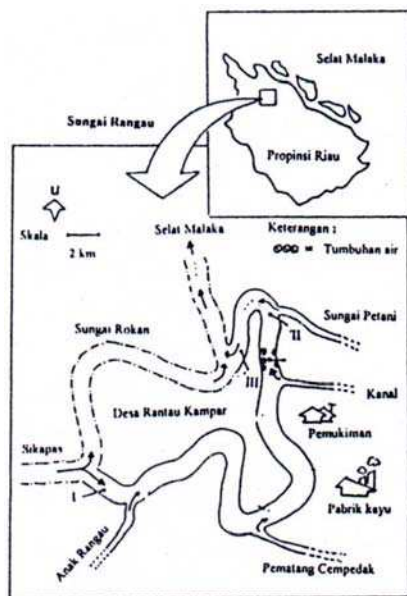 Selat Malaka
Sungai Rangau
Propinsi Riau
U
Skala
2 km
Selat Malaka
Keterangan :
= Tumbuhan air
Sungai Petani
Sungai Rokan
II
III
Kanal
Desa Rantau Kampar
Pemukiman
Sikapas
I
Pabrik kayu
Anak Rangau
Pematang Cempedak